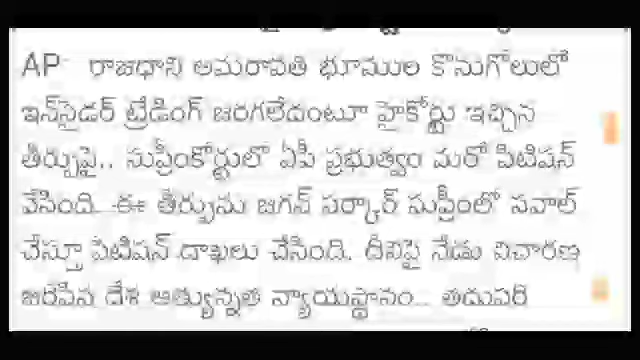 AP: రాజధాని అమరావతి భూముల కొనుగోలులో
ఇన్‌సైడర్ ట్రేడింగ్ జరగలేదంటూ హైకోర్టు ఇచ్చిన
తీర్పుపై.. సుప్రీంకోర్టులో ఏపీ ప్రభుత్వం మరో పిటిషన్
వేసింది. ఈ తీర్పును జగన్ సర్కార్ సుప్రీంలో సవాల్
చేస్తూ పిటిషన్ దాఖలు చేసింది. దీనిపై నేడు విచారణ
జరిపిన దేశ అత్యున్నత న్యాయస్థానం.. తదుపరి